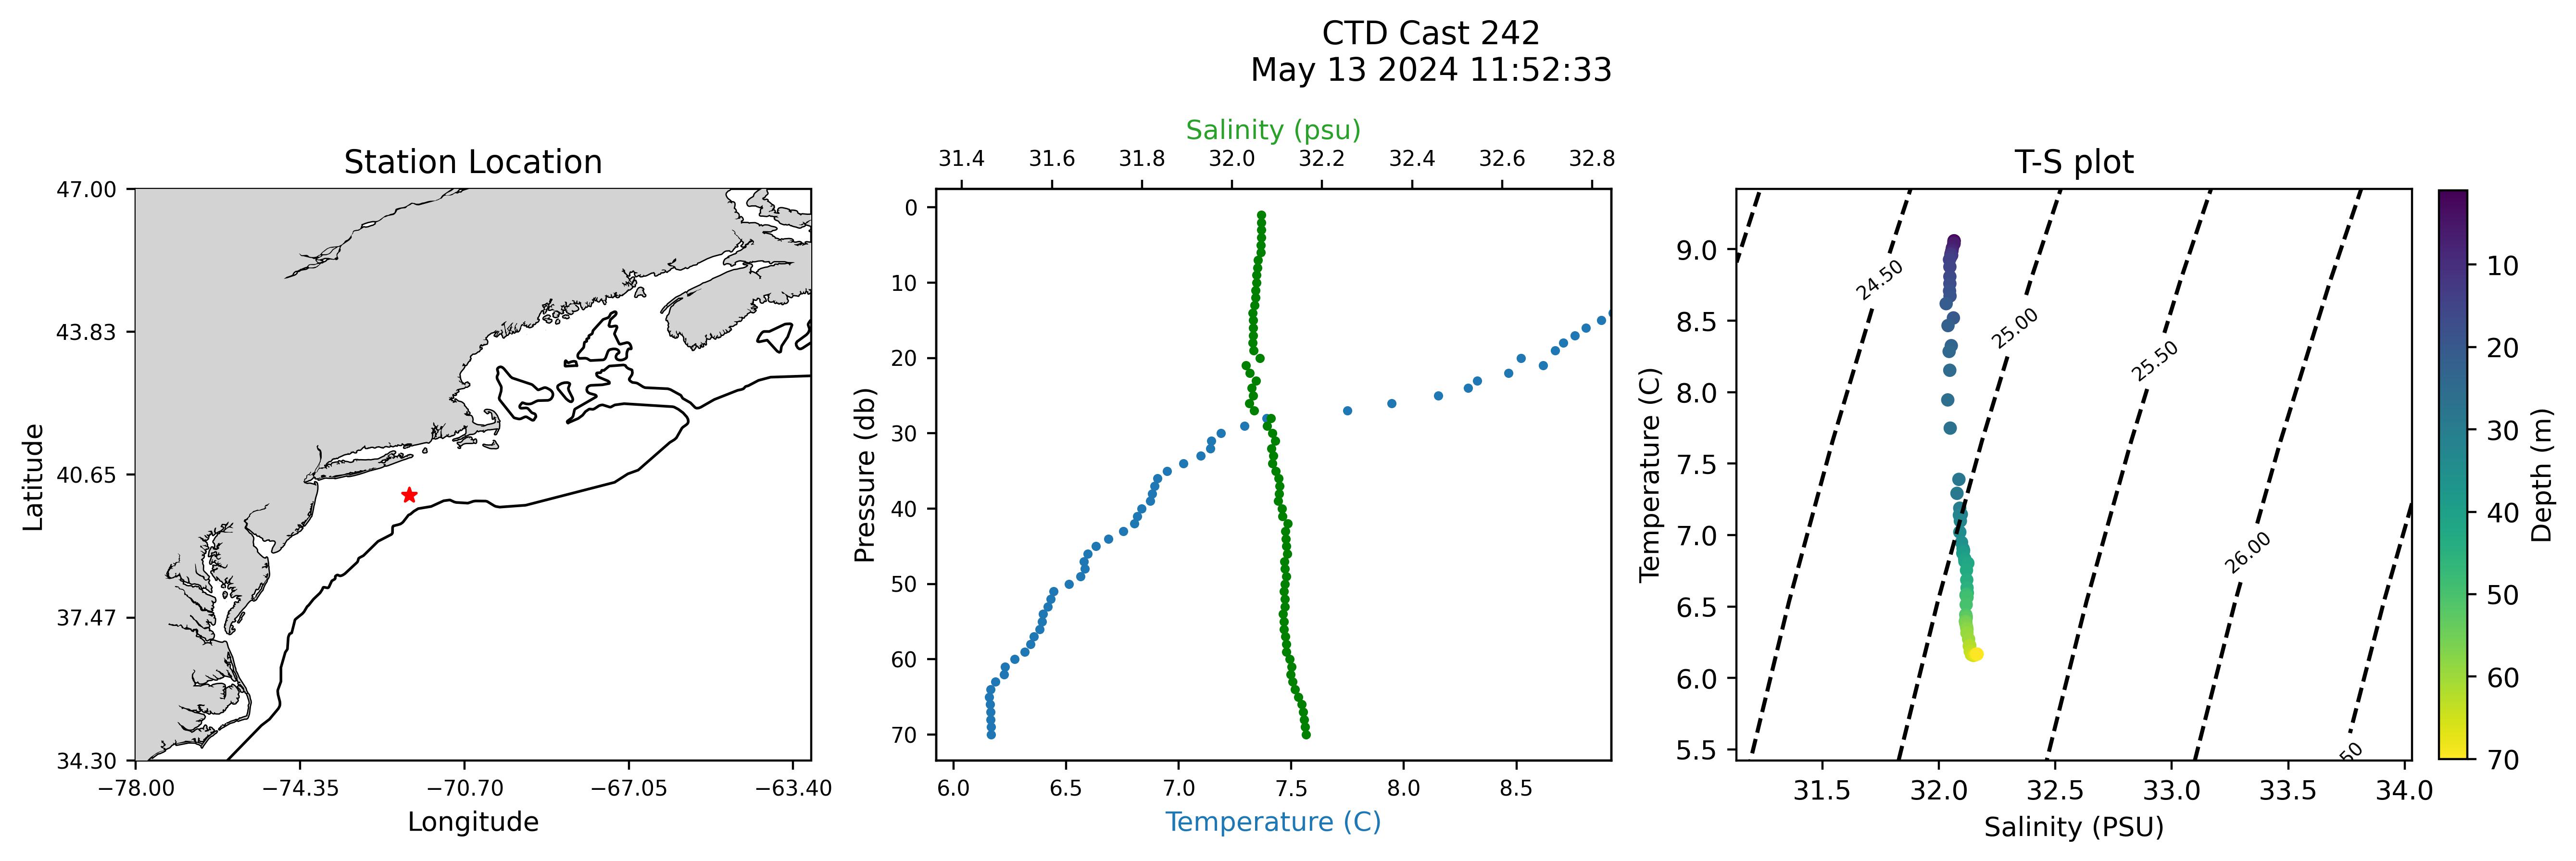 CTD Cast 242
May 13 2024 11:52:33
Station Location
47.00
43.83
40.65
37.47
34.30
Latitude
−78.00 −74.35 −70.70 −67.05 −63.40
Longitude
Salinity (psu)
31.4 31.6 31.8 32.0 32.2 32.4 32.6 32.8
0
10
20
30
40
50
60
70
Pressure (db)
6.0 6.5 7.0 7.5 8.0 8.5
Temperature (C)
T-S plot
9.0
8.5
8.0
7.5
7.0
6.5
6.0
5.5
Temperature (C)
24.50
25.00
25.50
26.00
50
31.5 32.0 32.5 33.0 33.5 34.0
Salinity (PSU)
10
20
30
40
50
60
70
Depth (m)